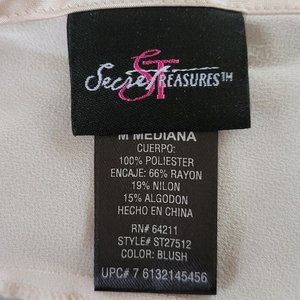 Secret TREASURES™
M MEDIANA
CUERPO:
100% POLIESTER
ENCAJE: 66% RAYON
19% NILON
15% ALGODON
HECHO EN CHINA
RN# 64211
STYLE# ST27512
COLOR: BLUSH
UPC# 7 6132145456